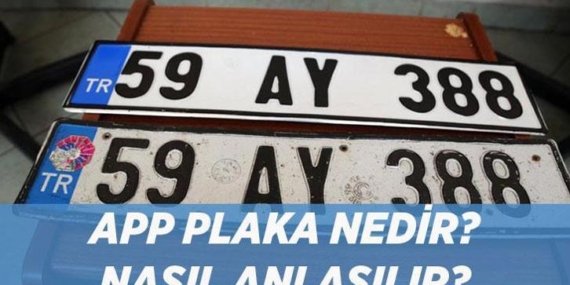 TR 59 AY 388
TR 59 AY 388
APP PLAKA NEDİR?
NASIL ANLAŞILIR?